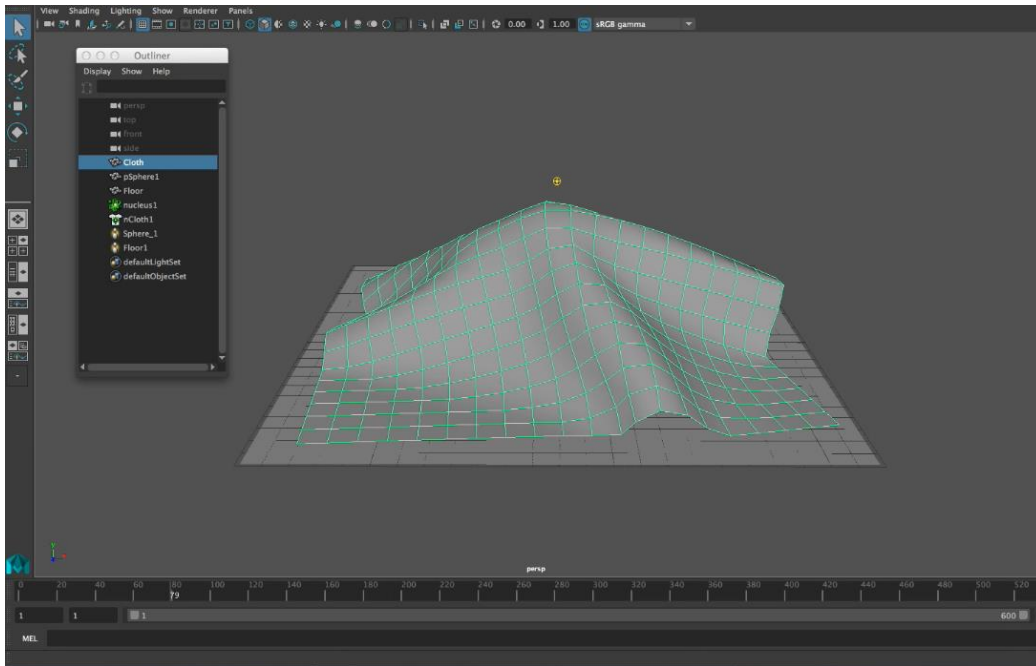 View Shading Lighting Show Renderer Panels
0.00 1.00 sRGB gamma
Outliner
Display Show Help
persp
top
front
side
Cloth
pSphere1
Floor
nucleus1
nCloth1
Sphere_1
Floor1
defaultLightSet
defaultObjectSet
Y
persp
0 20 40 60 80 100 120 140 160 180 200 220 240 260 280 300 320 340 360 380 400 420 440 460 480 500 520
79
1 1 1 600
MEL